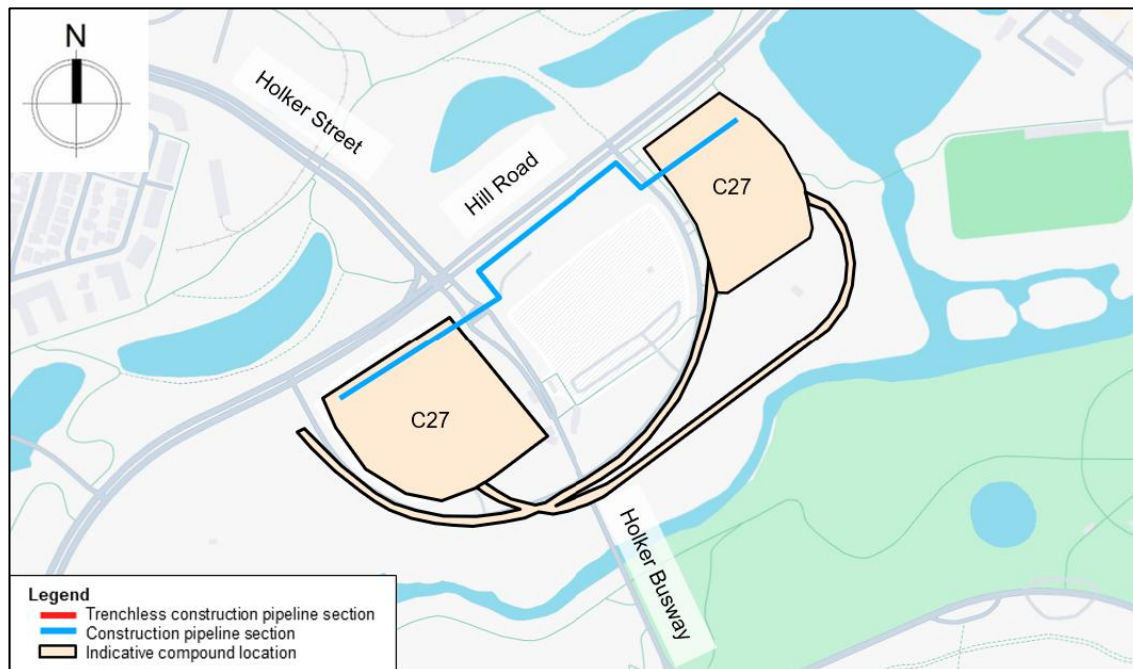 N
Holker Street
Hill Road
C27
C27
Holker Busway
Legend
Trenchless construction pipeline section
Construction pipeline section
Indicative compound location